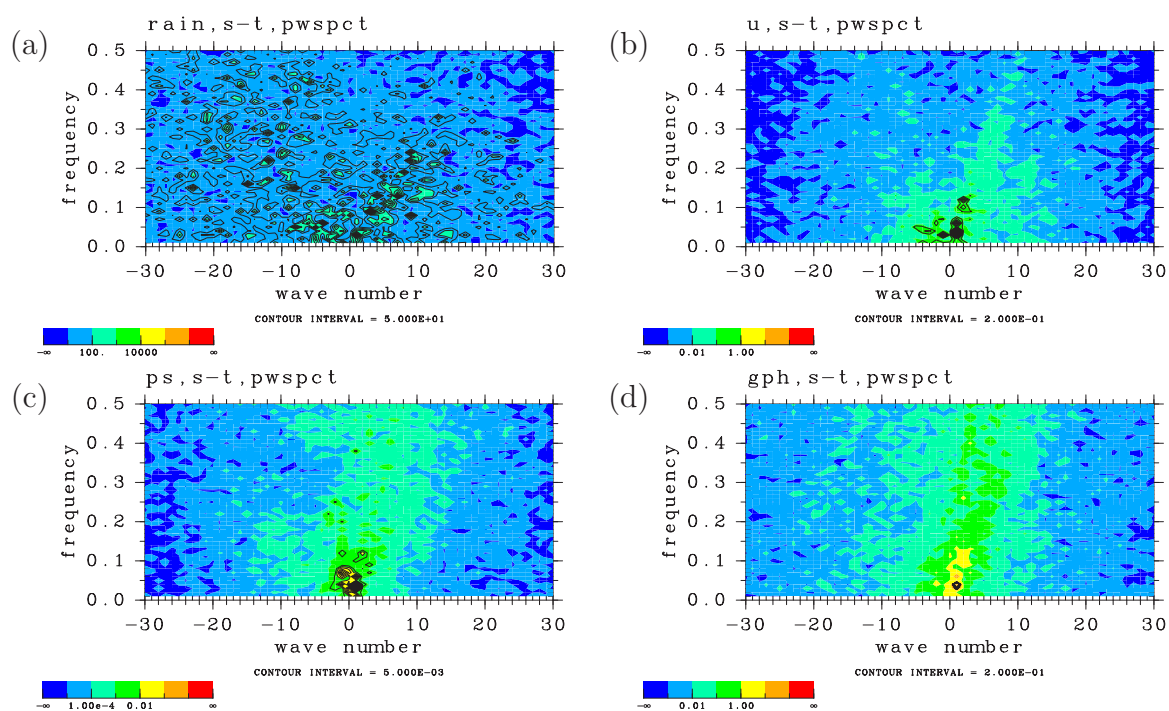 (a)
rain,s-t,pwspct
frequency
0.5
0.4
0.3
0.2
0.1
0.0
-30 -20 -10 0 10 20 30
wave number
CONTOUR INTERVAL = 5.000E+01
-∞ 100. 10000 ∞
(b)
u,s-t,pwspct
frequency
0.5
0.4
0.3
0.2
0.1
0.0
-30 -20 -10 0 10 20 30
wave number
CONTOUR INTERVAL = 2.000E-01
-∞ 0.01 1.00 ∞
(c)
ps,s-t,pwspct
frequency
0.5
0.4
0.3
0.2
0.1
0.0
-30 -20 -10 0 10 20 30
wave number
CONTOUR INTERVAL = 5.000E-03
-∞ 1.00e-4 0.01 ∞
(d)
gph,s-t,pwspct
frequency
0.5
0.4
0.3
0.2
0.1
0.0
-30 -20 -10 0 10 20 30
wave number
CONTOUR INTERVAL = 2.000E-01
-∞ 0.01 1.00 ∞